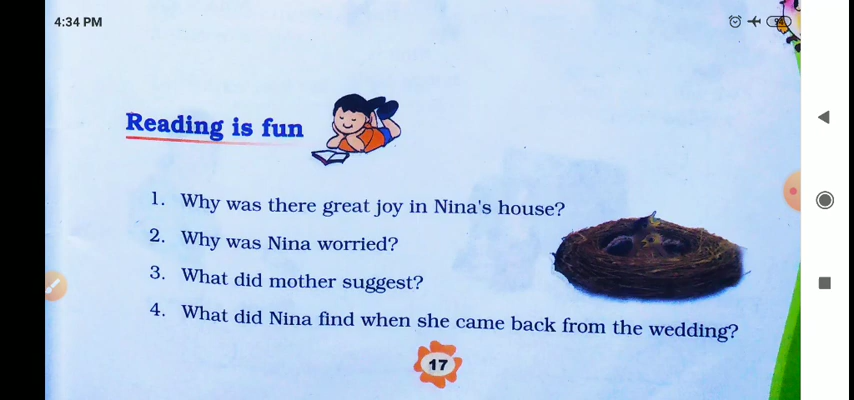 4:34 PM
Reading is fun
1. Why was there great joy in Nina's house?
2. Why was Nina worried?
3. What did mother suggest?
4. What did Nina find when she came back from the wedding?
17